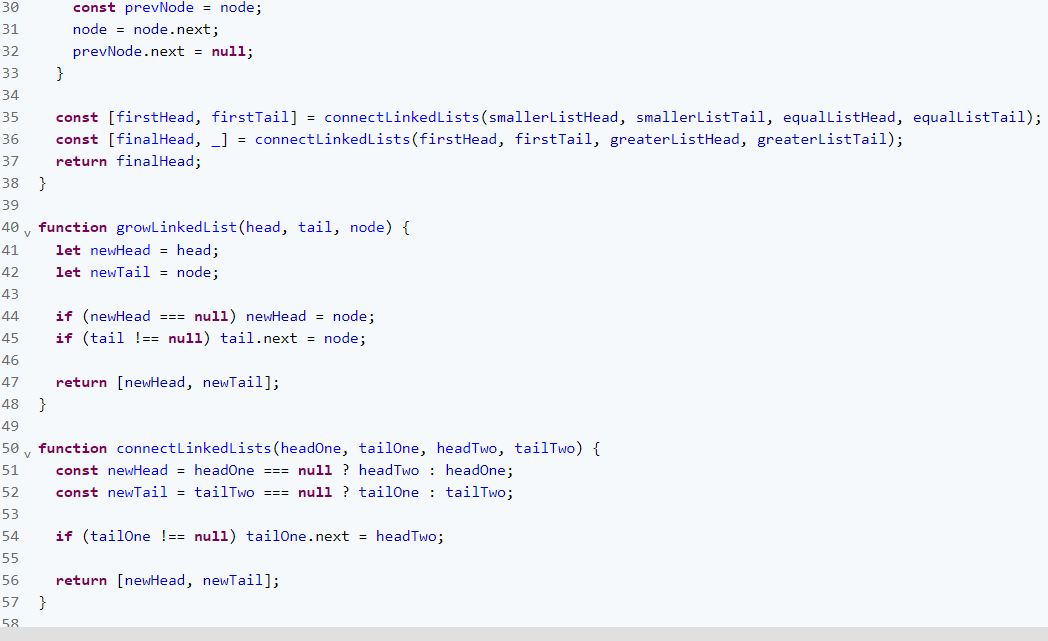 30 const prevNode = node;
31 node = node.next;
32 prevNode.next = null;
33 }
34
35 const [firstHead, firstTail] = connectLinkedLists(smallerListHead, smallerListTail, equalListHead, equalListTail);
36 const [finalHead, _] = connectLinkedLists(firstHead, firstTail, greaterListHead, greaterListTail);
37 return finalHead;
38 }
39
40 v function growLinkedList(head, tail, node) {
41 let newHead = head;
42 let newTail = node;
43
44 if (newHead === null) newHead = node;
45 if (tail !== null) tail.next = node;
46
47 return [newHead, newTail];
48 }
49
50 v function connectLinkedLists(headOne, tailOne, headTwo, tailTwo) {
51 const newHead = headOne === null ? headTwo : headOne;
52 const newTail = tailTwo === null ? tailOne : tailTwo;
53
54 if (tailOne !== null) tailOne.next = headTwo;
55
56 return [newHead, newTail];
57 }
58